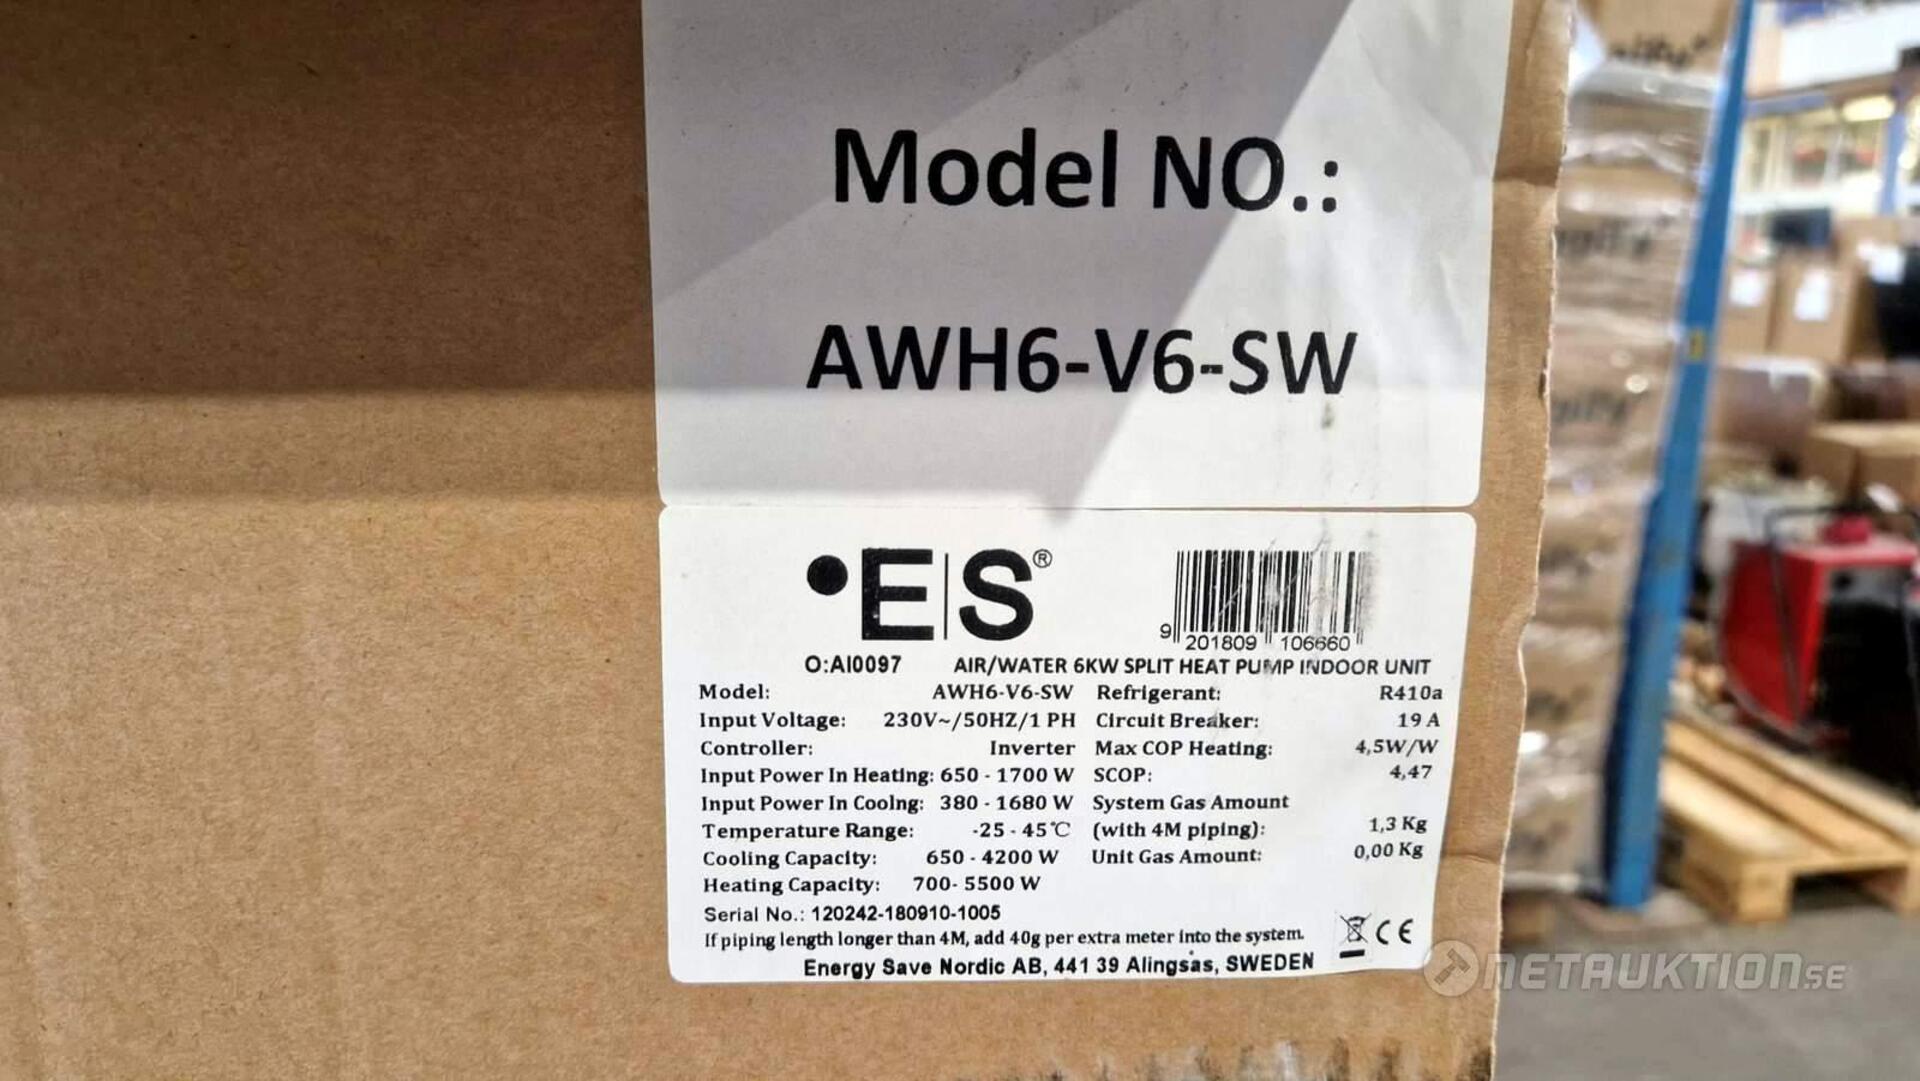 Model NO.:
AWH6-V6-SW
E|S®
9 201809 106660
O:AI0097 AIR/WATER 6KW SPLIT HEAT PUMP INDOOR UNIT
Model: AWH6-V6-SW Refrigerant: R410a
Input Voltage: 230V~/50HZ/1 PH Circuit Breaker: 19 A
Controller: Inverter Max COP Heating: 4,5W/W
Input Power In Heating: 650 - 1700 W SCOP: 4,47
Input Power In Coolng: 380 - 1680 W System Gas Amount
Temperature Range: -25 - 45℃ (with 4M piping): 1,3 Kg
Cooling Capacity: 650 - 4200 W Unit Gas Amount: 0,00 Kg
Heating Capacity: 700- 5500 W
Serial No.: 120242-180910-1005
If piping length longer than 4M, add 40g per extra meter into the system.
CE
Energy Save Nordic AB, 441 39 Alingsås, SWEDEN
NETAUKTION.SE